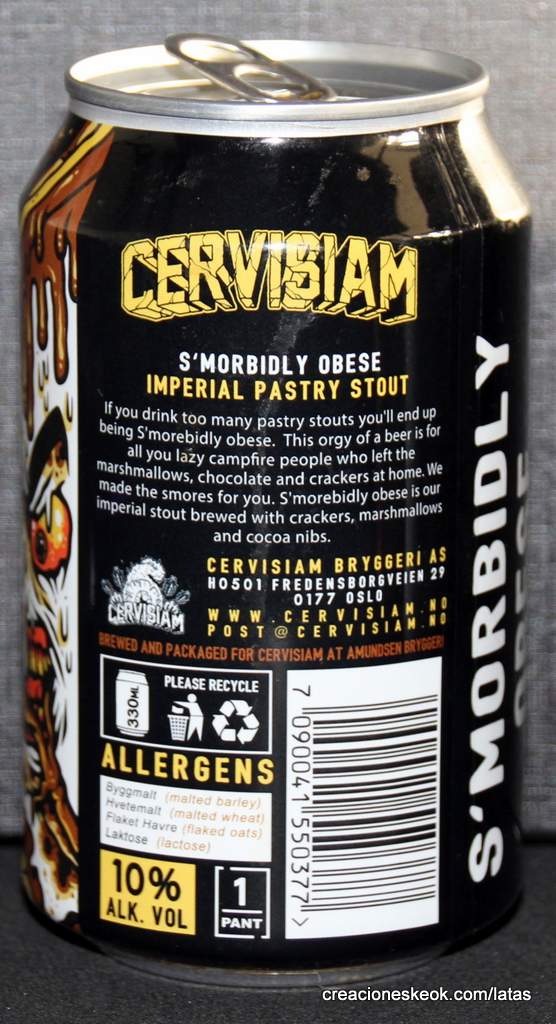 CERVISIAM
S'MORBIDLY OBESE
IMPERIAL PASTRY STOUT
If you drink too many pastry stouts you'll end up
being S'morebidly obese. This orgy of a beer is for
all you lazy campfire people who left the
marshmallows, chocolate and crackers at home. We
made the smores for you. S'morebidly obese is our
imperial stout brewed with crackers, marshmallows
and cocoa nibs.
CERVISIAM
CERVISIAM BRYGGERI AS
HO501 FREDENSBORGVEIEN 29
0177 OSLO
WWW.CERVISIAM.NO
POST@CERVISIAM.NO
BREWED AND PACKAGED FOR CERVISIAM AT AMUNDSEN BRYGGERI
330ML
PLEASE RECYCLE
ALLERGENS
Byggmalt (malted barley)
Hvetemalt (malted wheat)
Flaket Havre (flaked oats)
Laktose (lactose)
10%
ALK. VOL
1
PANT
7 090041 550377 >
S'MORBIDLY
OBESE
creacioneskeok.com/latas